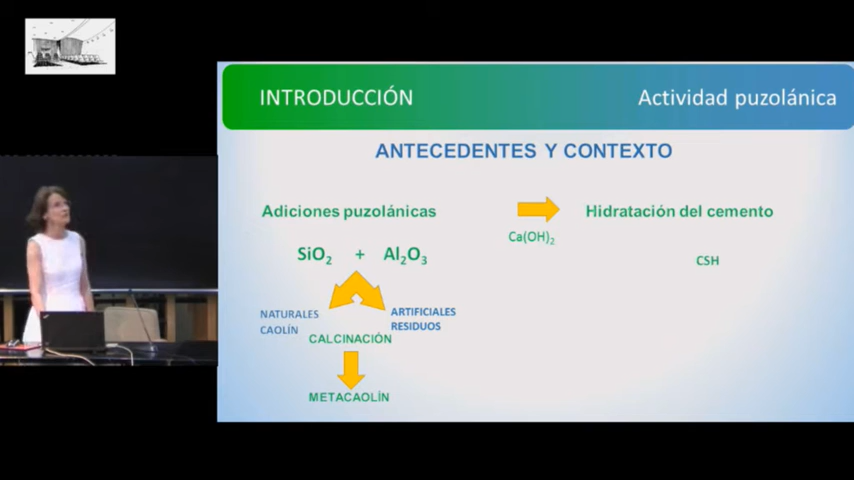 INTRODUCCIÓN
Actividad puzolánica
ANTECEDENTES Y CONTEXTO
Adiciones puzolánicas
Hidratación del cemento
Ca(OH)₂
SiO₂ + Al₂O₃
CSH
NATURALES
CAOLÍN
ARTIFICIALES
RESIDUOS
CALCINACIÓN
METACAOLÍN